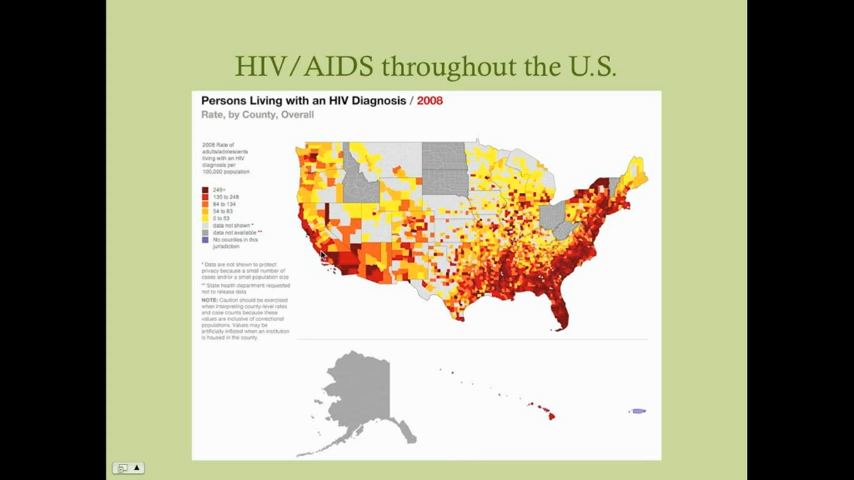 HIV/AIDS throughout the U.S.
Persons Living with an HIV Diagnosis / 2008
Rate, by County, Overall
2008 Rate of
adults/adolescents
living with an HIV
diagnosis per
100,000 population
249+
135 to 248
84 to 134
54 to 83
0 to 53
data not shown *
data not available **
No counties in this
jurisdiction
* Data are not shown to protect
privacy because a small number of
cases and/or a small population size
** State health department requested
not to release data
NOTE: Caution should be exercised
when interpreting county-level rates
and case counts because these
values are inclusive of correctional
populations. Values may be
artificially inflated when an institution
is housed in the county.